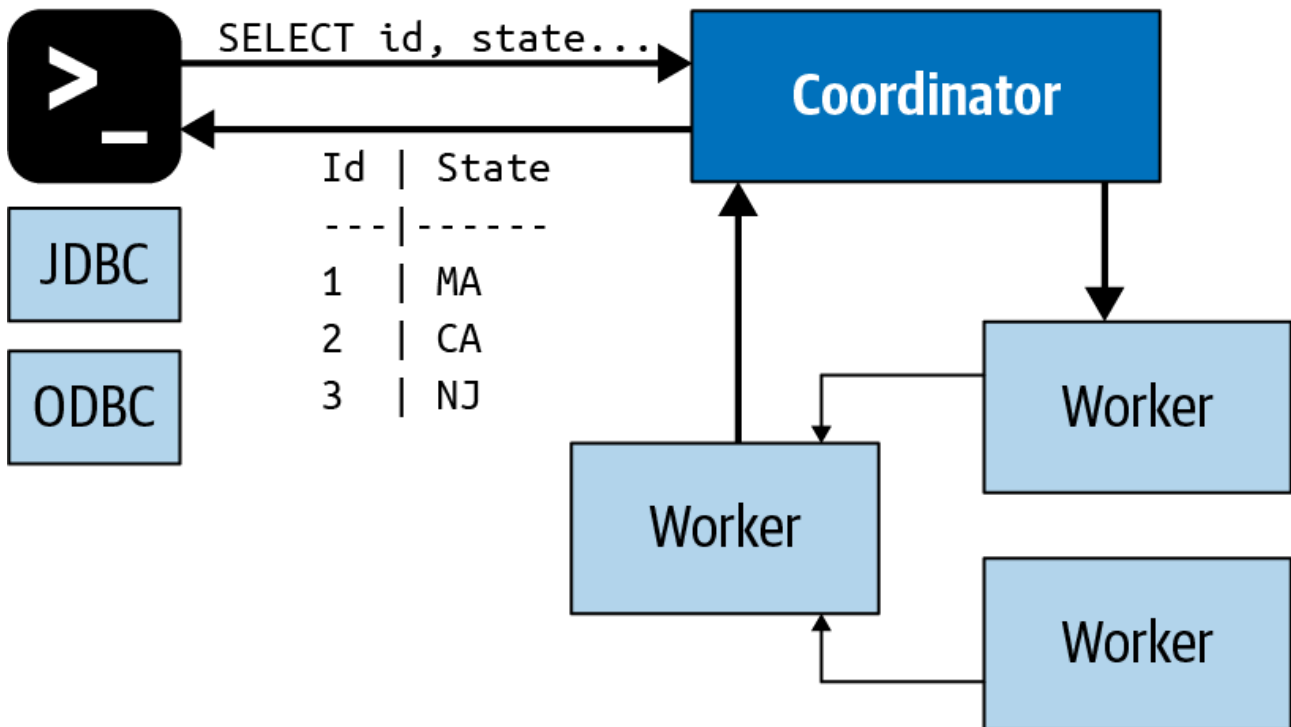 >_
SELECT id, state...
Coordinator
Id | State
---|------
1 | MA
2 | CA
3 | NJ
JDBC
ODBC
Worker
Worker
Worker